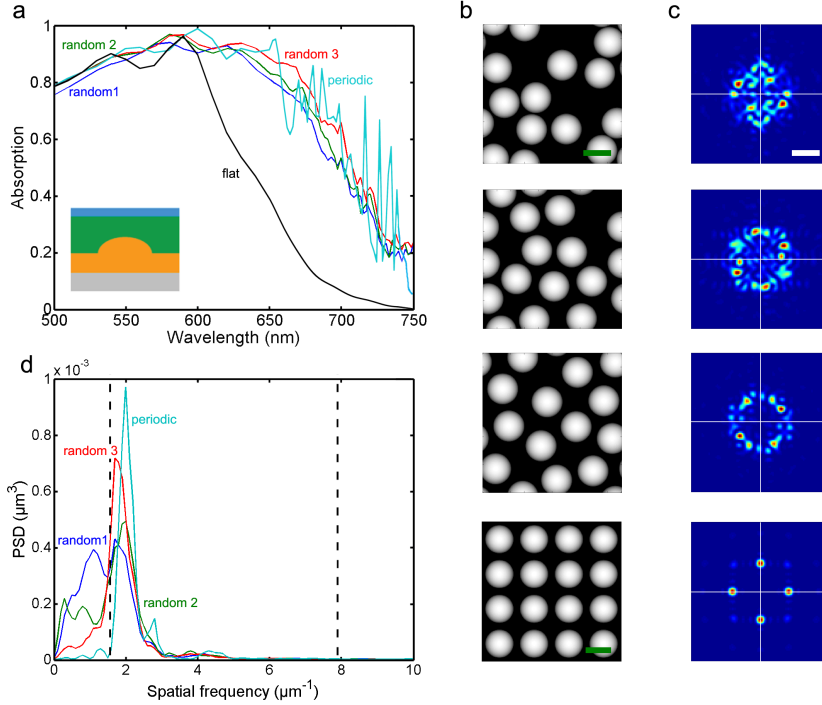 a
b
c
random 2
random 3
periodic
random1
flat
Absorption
1
0.8
0.6
0.4
0.2
0
500
550
600
650
700
750
Wavelength (nm)
d
1
x 10⁻³
periodic
random 3
random1
random 2
PSD (µm³)
0.8
0.6
0.4
0.2
0
0
2
4
6
8
10
Spatial frequency (µm⁻¹)